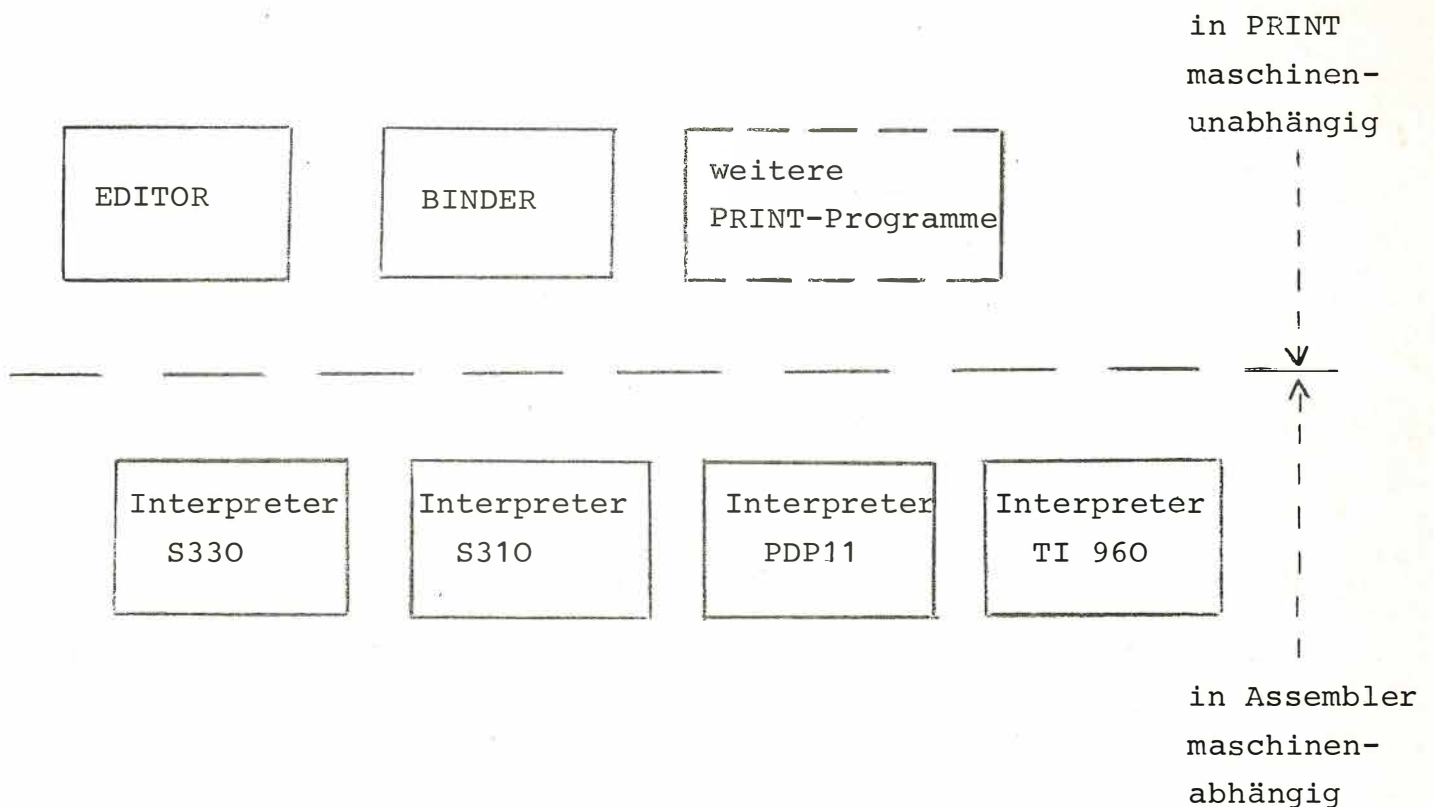 in PRINT
maschinen-
unabhängig
EDITOR
BINDER
weitere
PRINT-Programme
Interpreter
S330
Interpreter
S310
Interpreter
PDP11
Interpreter
TI 960
in Assembler
maschinen-
abhängig